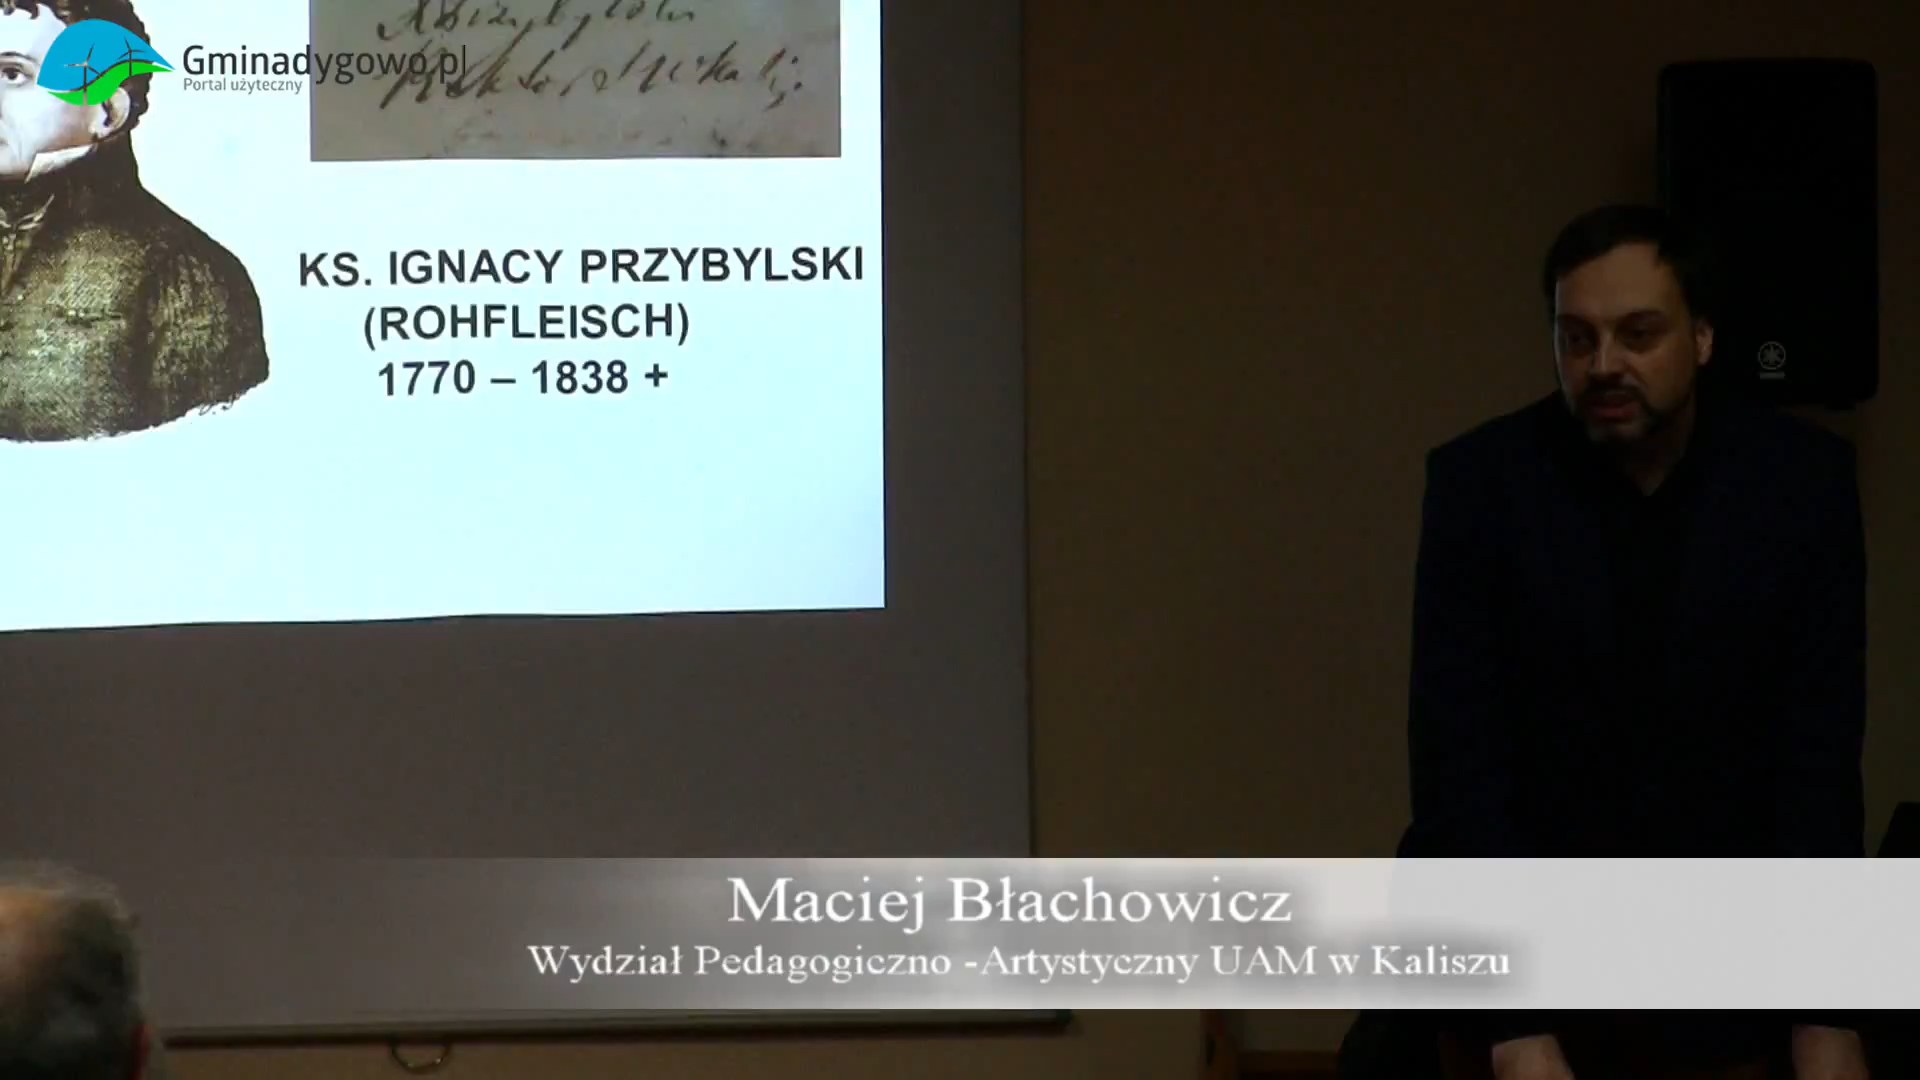 Gminadygowo.pl
Portal użyteczny
KS. IGNACY PRZYBYLSKI
(ROHFLEISCH)
1770 – 1838 +
Maciej Błachowicz
Wydział Pedagogiczno -Artystyczny UAM w Kaliszu